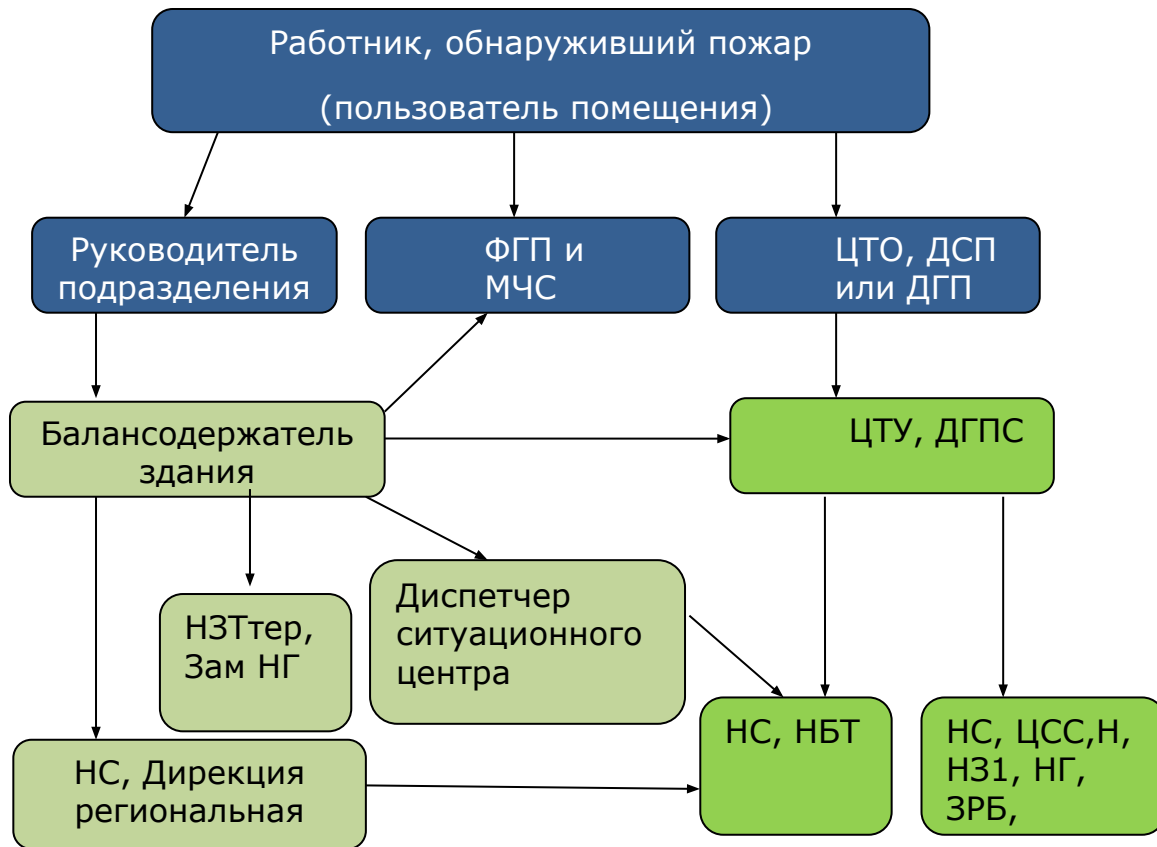 Работник, обнаруживший пожар
(пользователь помещения)
Руководитель
подразделения
ФГП и
МЧС
ЦТО, ДСП
или ДГП
Балансодержатель
здания
ЦТУ, ДГПС
НЗТтер,
Зам НГ
Диспетчер
ситуационного
центра
НС, НБТ
НС, ЦСС,Н,
НЗ1, НГ,
ЗРБ,
НС, Дирекция
региональная